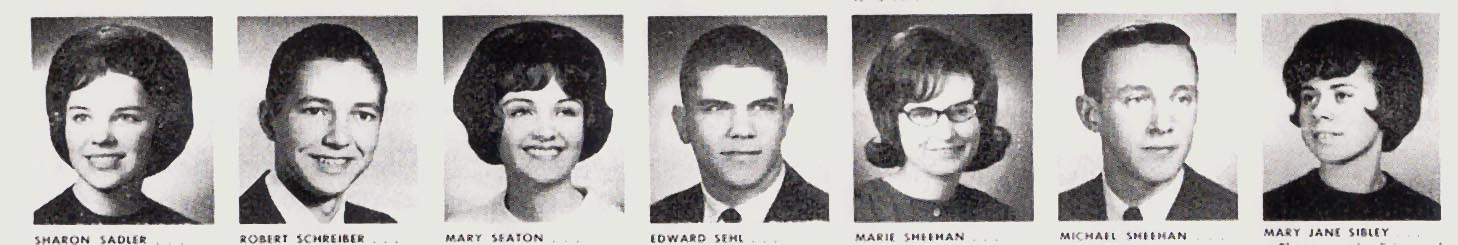 SHARON SADLER . . .
ROBERT SCHREIBER . . .
MARY SEATON . . .
EDWARD SEHL . . .
MARIE SHEEHAN . . .
MICHAEL SHEEHAN . . .
MARY JANE SIBLEY . . .